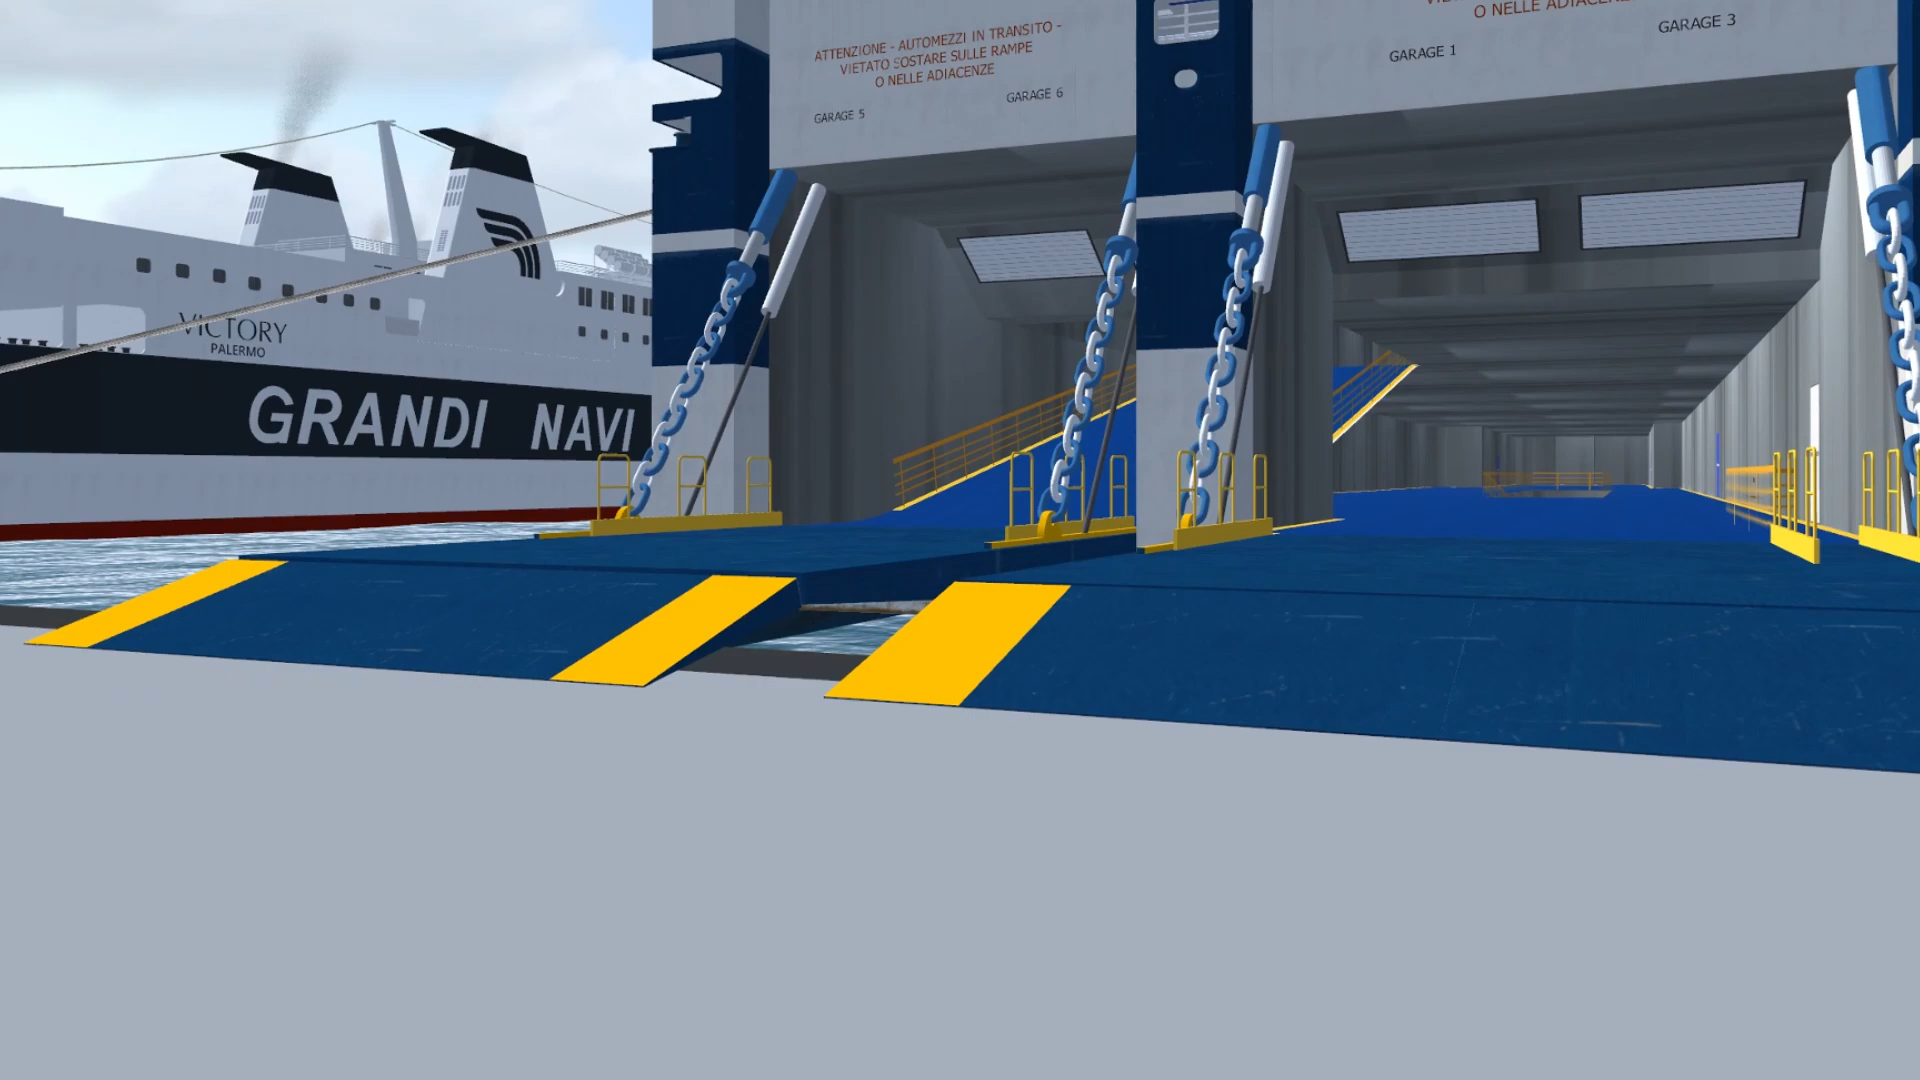 ATTENZIONE - AUTOMEZZI IN TRANSITO -
VIETATO SOSTARE SULLE RAMPE
O NELLE ADIACENZE
GARAGE 5
GARAGE 6
O NELLE ADIACENZE
GARAGE 1
GARAGE 3
VICTORY
PALERMO
GRANDI NAVI